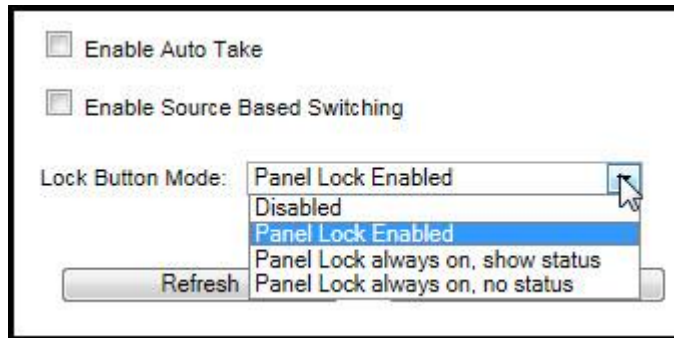 Enable Auto Take
Enable Source Based Switching
Lock Button Mode: Panel Lock Enabled
Disabled
Panel Lock Enabled
Panel Lock always on, show status
Refresh Panel Lock always on, no status